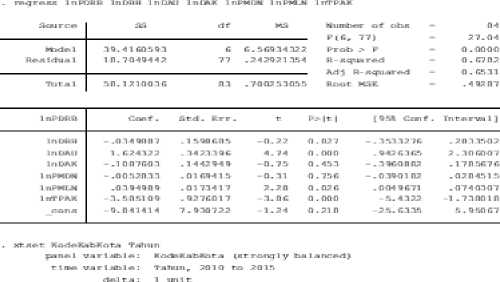 . regress lnPDRB lnDBH lnDAU lnDAK lnPMDN lnPMLN lnTPAK
Source SS df MS Number of obs = 84
F(6, 77) = 27.04
Model 39.4160593 6 6.56934322 Prob > F = 0.0000
Residual 18.7049442 77 .242921354 R-squared = 0.6782
Adj R-squared = 0.6531
Total 58.1210036 83 .700253055 Root MSE = .49287
lnPDRB Coef. Std. Err. t P>|t| [95% Conf. Interval]
lnDBH -.0349887 .1598685 -0.22 0.827 -.3533276 .2833502
lnDAU 1.624322 .3423396 4.74 0.000 .9426365 2.306007
lnDAK -.1087603 .1442949 -0.75 0.453 -.3960882 .1785676
lnPMDN -.0052833 .0169415 -0.31 0.756 -.0390182 .0284515
lnPMLN .0394989 .0173417 2.28 0.026 .0049671 .0740307
lnTPAK -3.585109 .9276017 -3.86 0.000 -5.4322 -1.738018
_cons -9.841414 7.930722 -1.24 0.218 -25.6335 5.95067
. xtset KodeKabKota Tahun
panel variable: KodeKabKota (strongly balanced)
time variable: Tahun, 2010 to 2015
delta: 1 unit